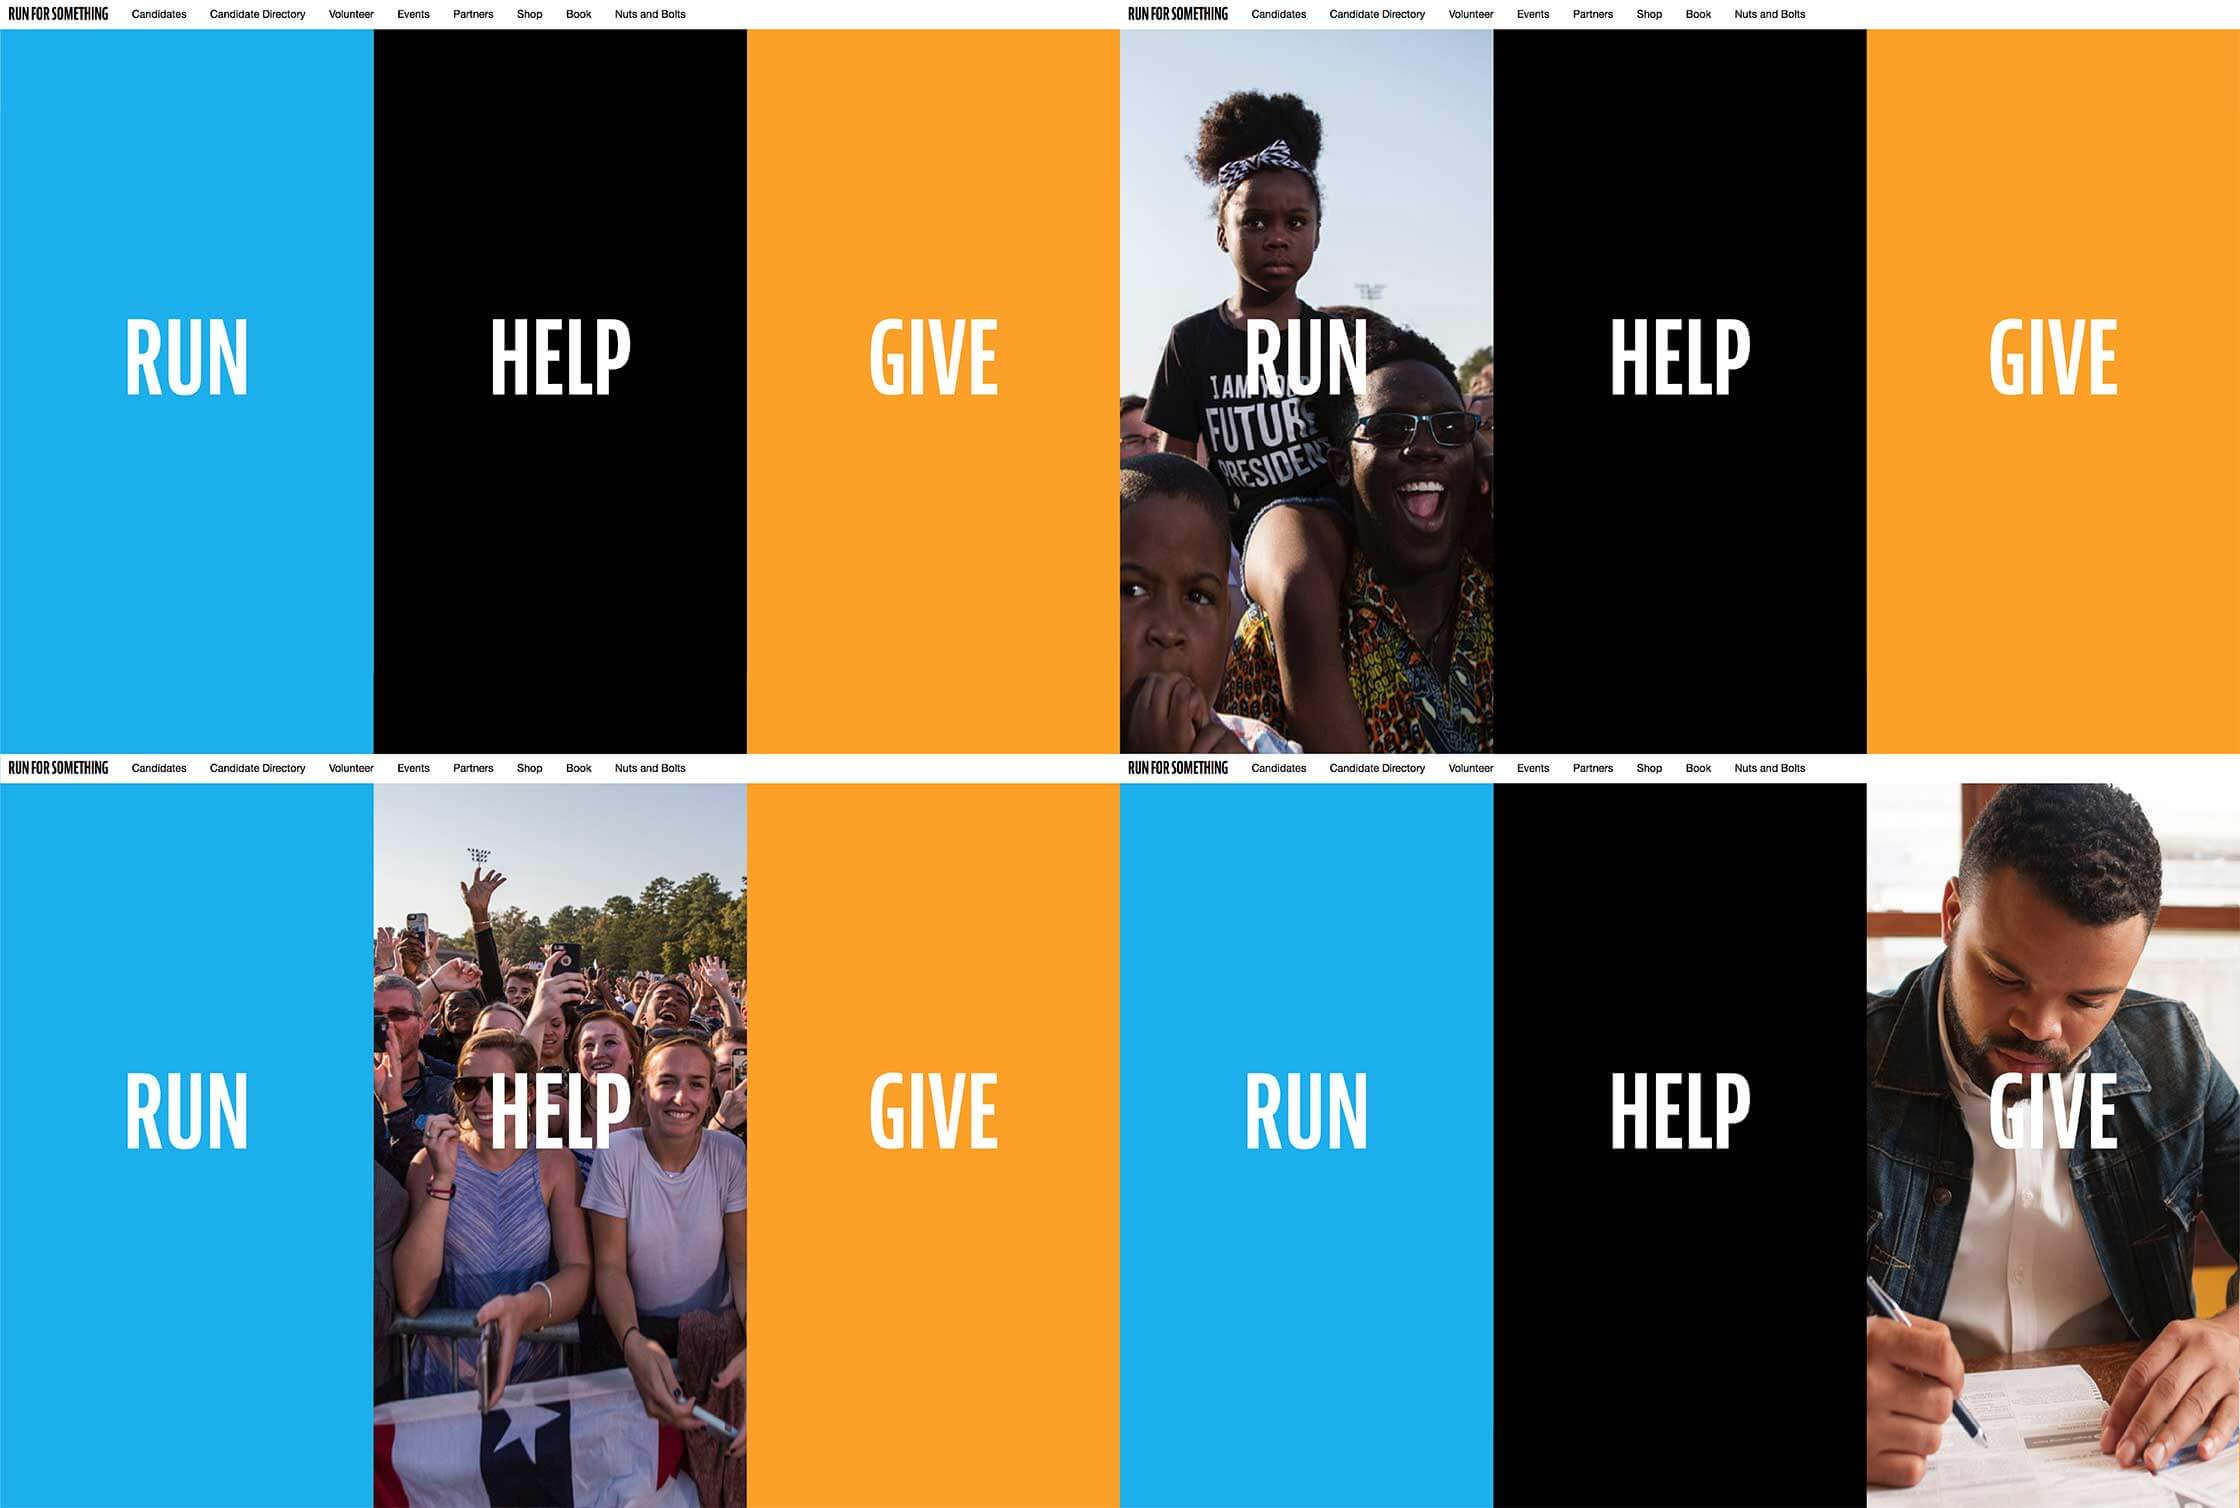 RUN FOR SOMETHING Candidates Candidate Directory Volunteer Events Partners Shop Book Nuts and Bolts
RUN HELP GIVE
RUN FOR SOMETHING Candidates Candidate Directory Volunteer Events Partners Shop Book Nuts and Bolts
RUN HELP GIVE
I AM YOUR
FUTURE
PRESIDENT
RUN FOR SOMETHING Candidates Candidate Directory Volunteer Events Partners Shop Book Nuts and Bolts
RUN HELP GIVE
RUN FOR SOMETHING Candidates Candidate Directory Volunteer Events Partners Shop Book Nuts and Bolts
RUN HELP GIVE